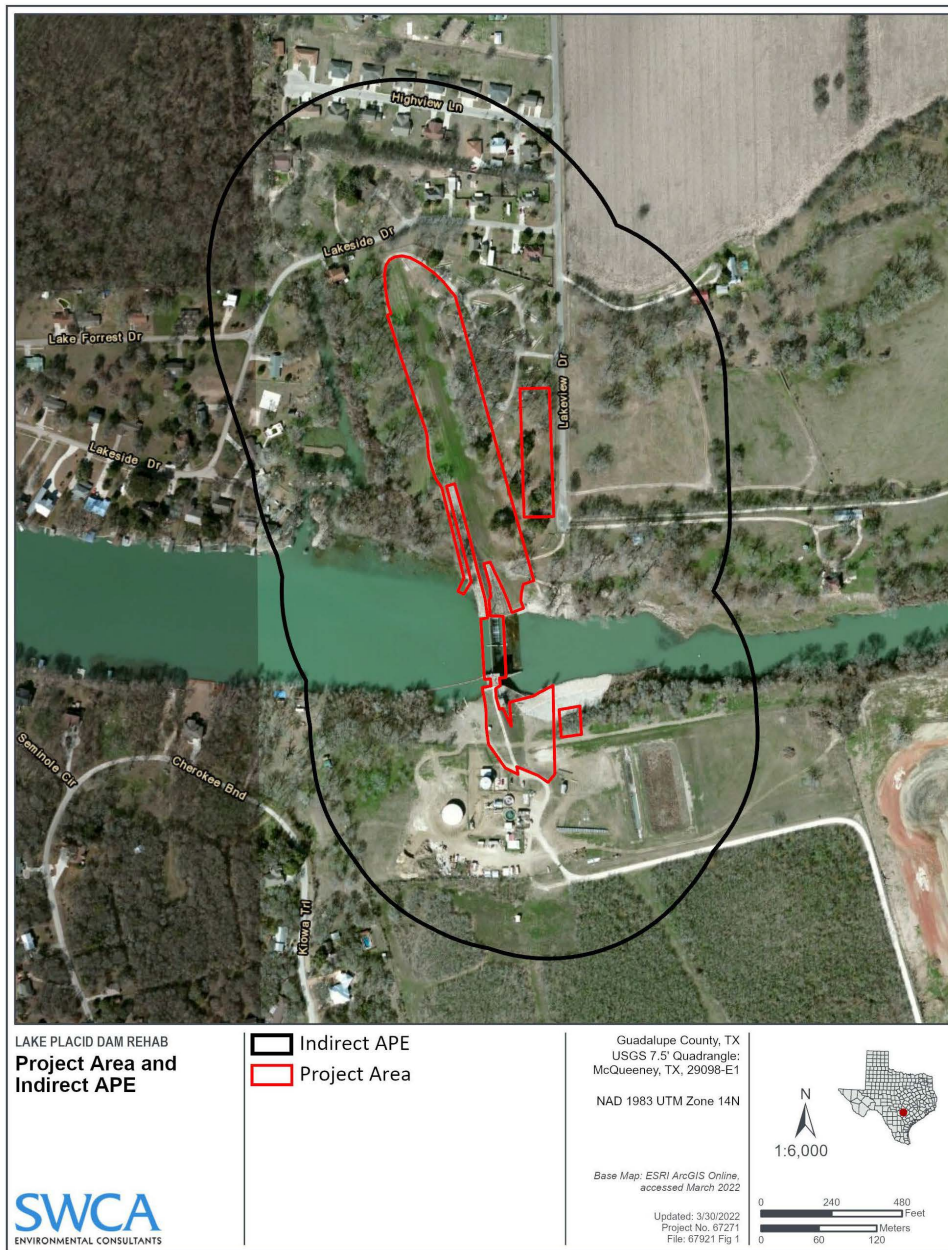 Highview Ln
Lakeside Dr
Lake Forrest Dr
Lakeview Dr
Lakeside Dr
Seminole Cir
Cherokee Bnd
Kiowa Trl
LAKE PLACID DAM REHAB
Project Area and
Indirect APE
SWCA
ENVIRONMENTAL CONSULTANTS
Indirect APE
Project Area
Guadalupe County, TX
USGS 7.5' Quadrangle:
McQueeney, TX, 29098-E1
NAD 1983 UTM Zone 14N
Base Map: ESRI ArcGIS Online,
accessed March 2022
Updated: 3/30/2022
Project No. 67271
File: 67921 Fig 1
N
1:6,000
0 240 480
Feet
Meters
0 60 120